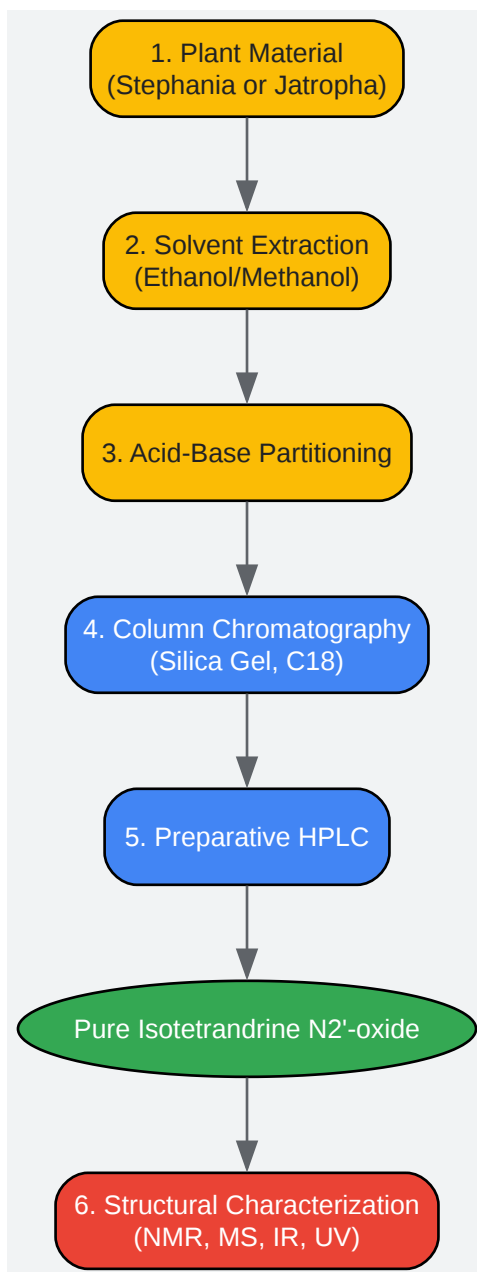 1. Plant Material
(Stephania or Jatropha)
2. Solvent Extraction
(Ethanol/Methanol)
3. Acid-Base Partitioning
4. Column Chromatography
(Silica Gel, C18)
5. Preparative HPLC
Pure Isotetrandrine N2'-oxide
6. Structural Characterization
(NMR, MS, IR, UV)